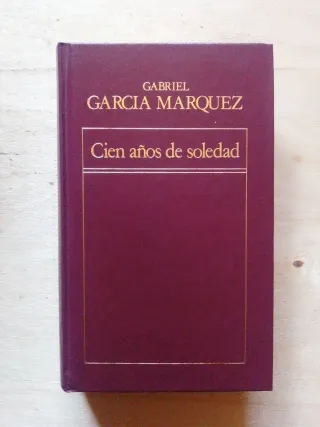 GABRIEL
GARCIA MARQUEZ
Cien años de soledad